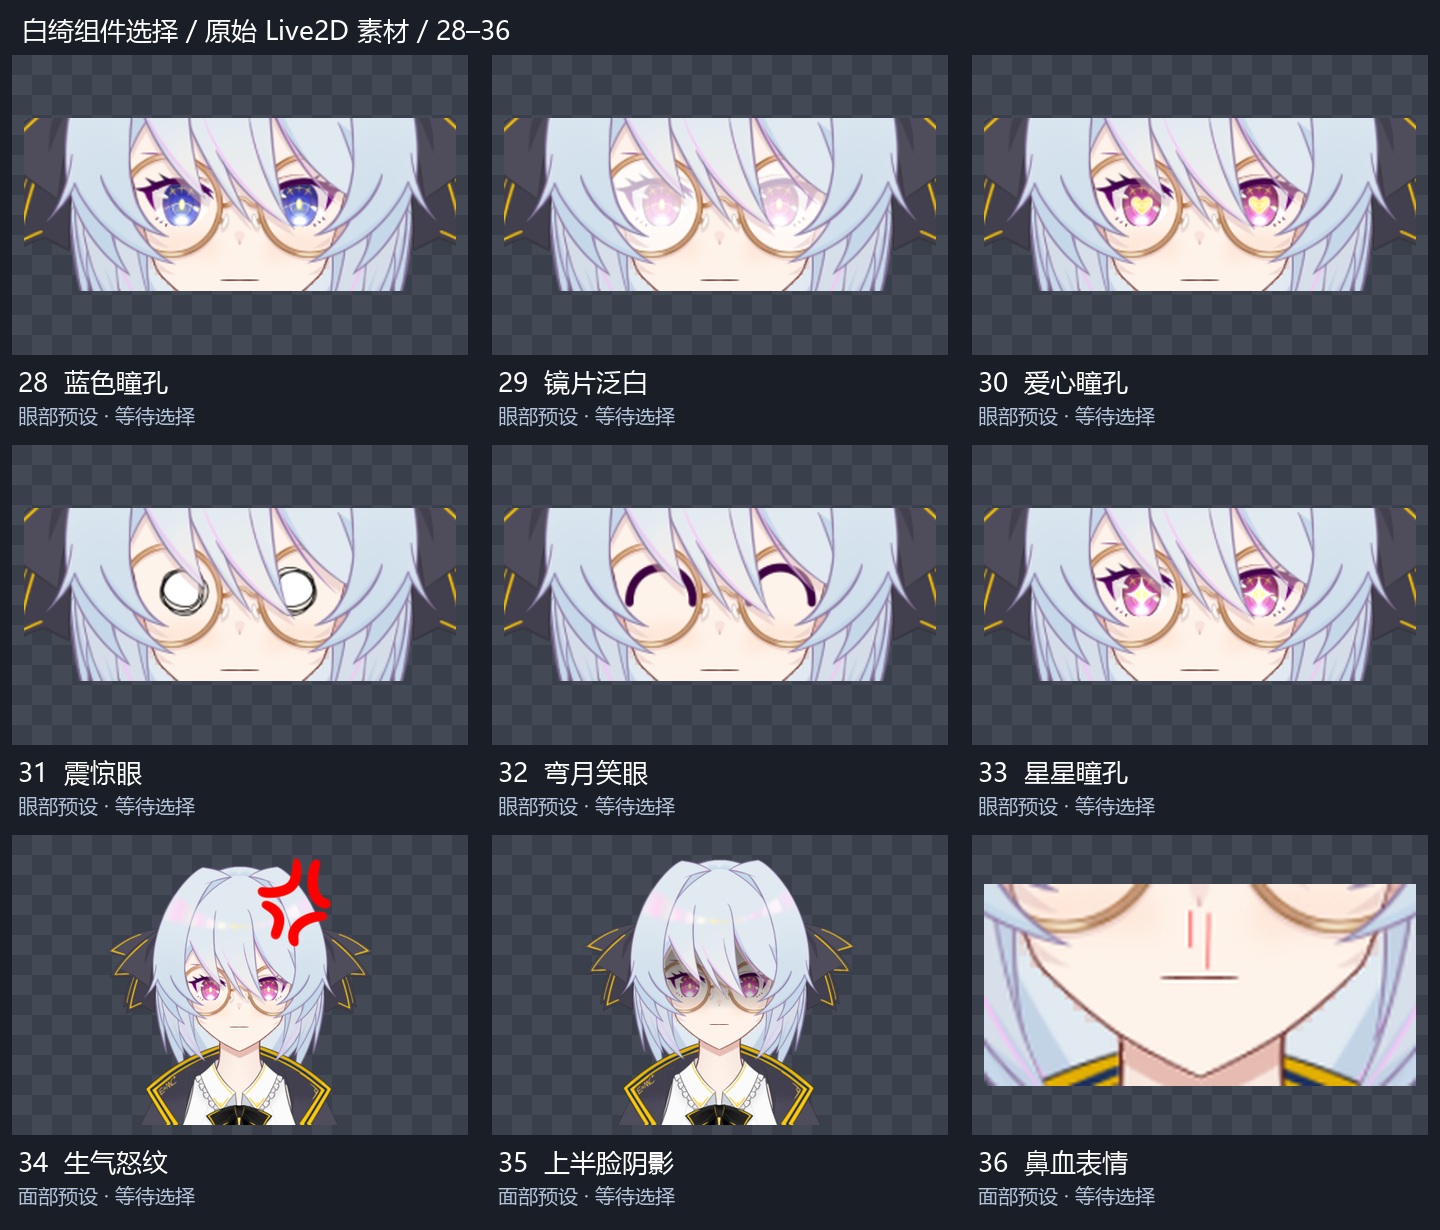 白绮组件选择 / 原始 Live2D 素材 / 28–36
28 蓝色瞳孔
眼部预设 · 等待选择
29 镜片泛白
眼部预设 · 等待选择
30 爱心瞳孔
眼部预设 · 等待选择
31 震惊眼
眼部预设 · 等待选择
32 弯月笑眼
眼部预设 · 等待选择
33 星星瞳孔
眼部预设 · 等待选择
34 生气怒纹
面部预设 · 等待选择
35 上半脸阴影
面部预设 · 等待选择
36 鼻血表情
面部预设 · 等待选择